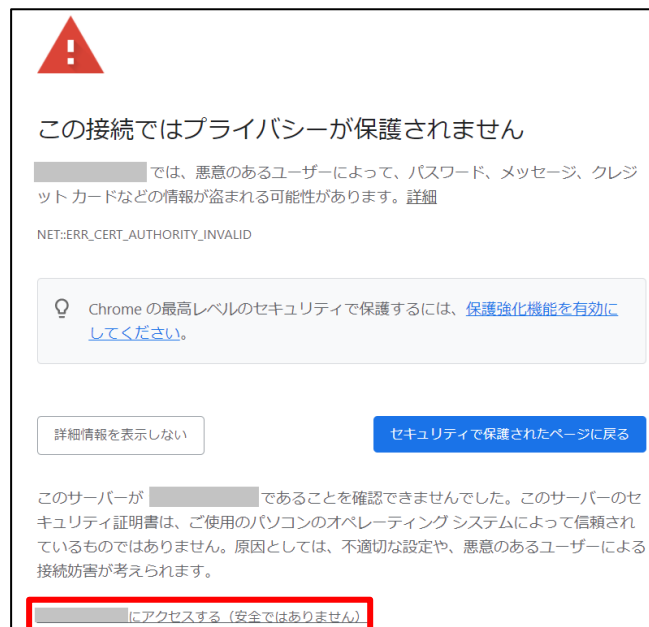 この接続ではプライバシーが保護されません
では、悪意のあるユーザーによって、パスワード、メッセージ、クレジ
ット カードなどの情報が盗まれる可能性があります。詳細
NET::ERR_CERT_AUTHORITY_INVALID
Chrome の最高レベルのセキュリティで保護するには、保護強化機能を有効に
してください。
詳細情報を表示しない
セキュリティで保護されたページに戻る
このサーバーが であることを確認できませんでした。このサーバーのセ
キュリティ証明書は、ご使用のパソコンのオペレーティング システムによって信頼され
ているものではありません。原因としては、不適切な設定や、悪意のあるユーザーによる
接続妨害が考えられます。
にアクセスする（安全ではありません）